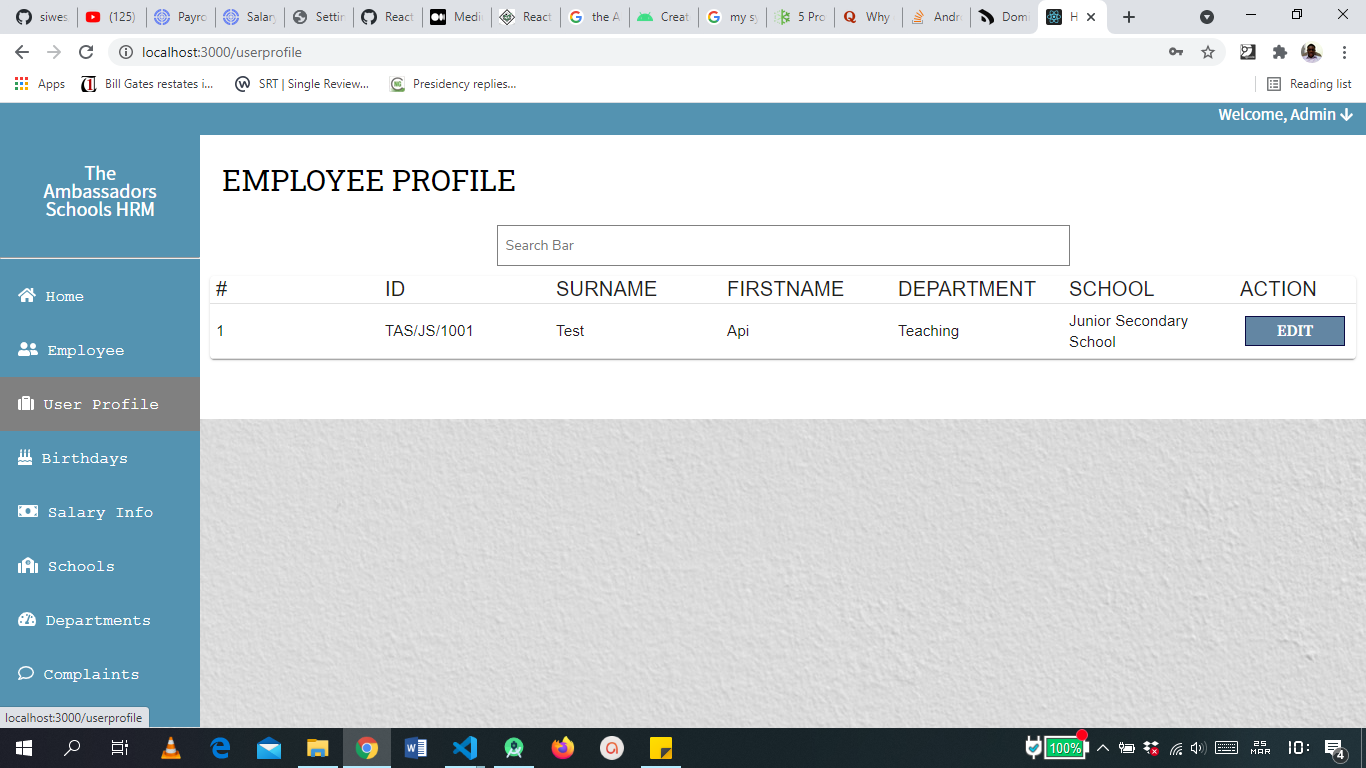 siwes
(125)
Payro
Salary
Settin
React
Medi
React
the A
Creat
my sy
5 Pro
Why
Andr
Dom
H
localhost:3000/userprofile
Apps
Bill Gates restates i...
SRT | Single Review...
Presidency replies...
Reading list
Welcome, Admin
The
Ambassadors
Schools HRM
Home
Employee
User Profile
Birthdays
Salary Info
Schools
Departments
Complaints
EMPLOYEE PROFILE
Search Bar
# ID SURNAME FIRSTNAME DEPARTMENT SCHOOL ACTION
1 TAS/JS/1001 Test Api Teaching Junior Secondary
School
EDIT
localhost:3000/userprofile
100%
25
MAR
10:
4